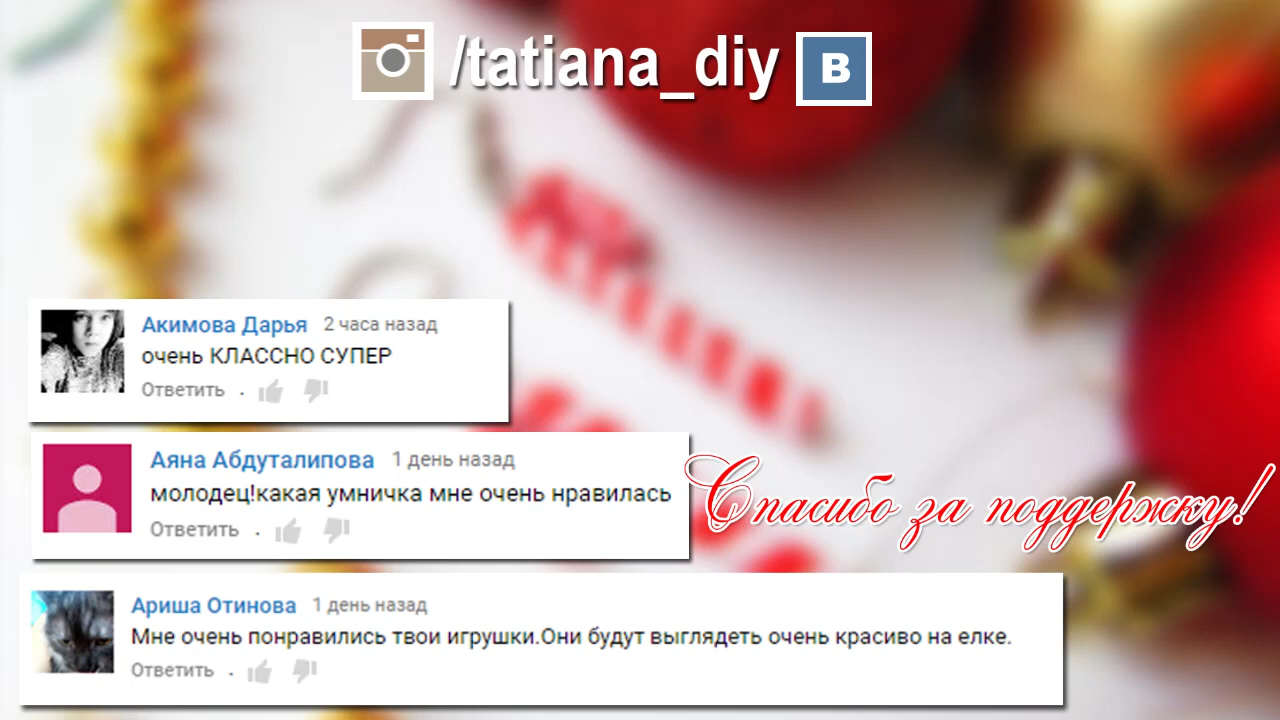 /tatiana_diy B
Акимова Дарья 2 часа назад
очень КЛАССНО СУПЕР
Ответить .
Аяна Абдуталипова 1 день назад
молодец!какая умничка мне очень нравилась
Ответить .
Спасибо за поддержку!
Ариша Отинова 1 день назад
Мне очень понравились твои игрушки.Они будут выглядеть очень красиво на елке.
Ответить .